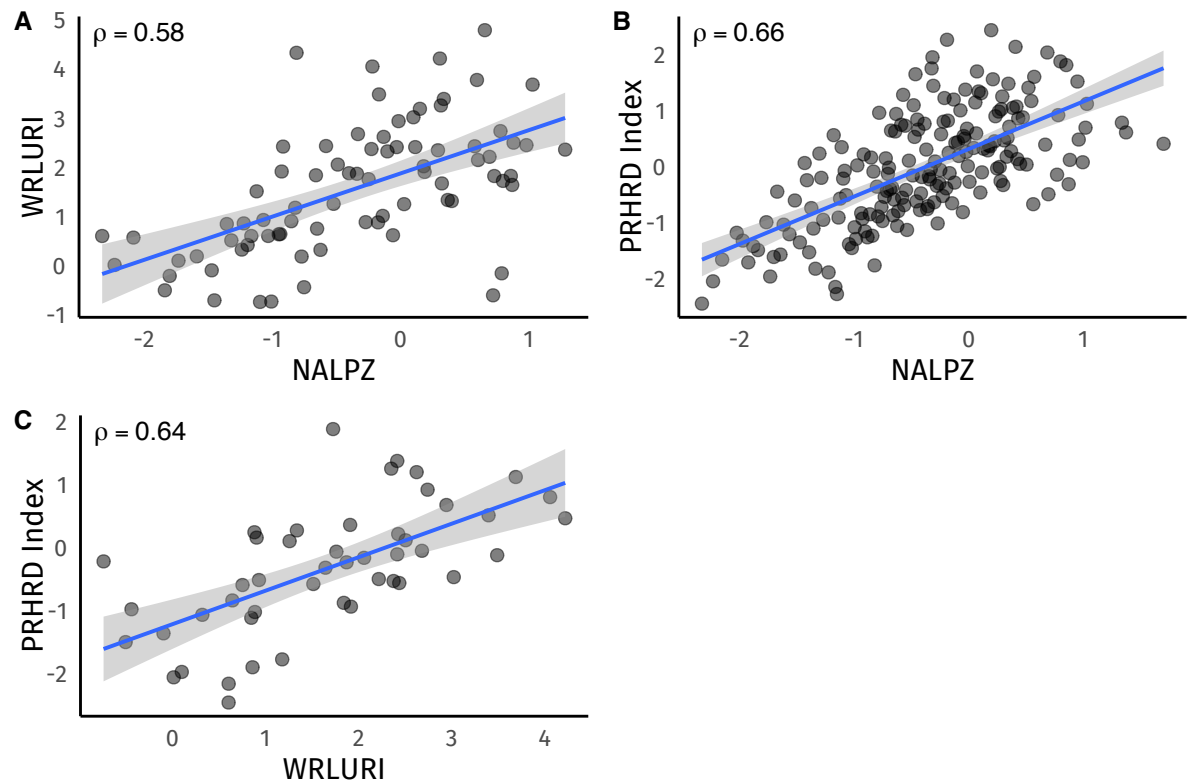 A
ρ = 0.58
5
4
3
2
1
0
-1
WRLURI
-2
-1
0
1
NALPZ
B
ρ = 0.66
2
1
0
-1
-2
PRHRD Index
-2
-1
0
1
NALPZ
C
ρ = 0.64
2
1
0
-1
-2
PRHRD Index
0
1
2
3
4
WRLURI